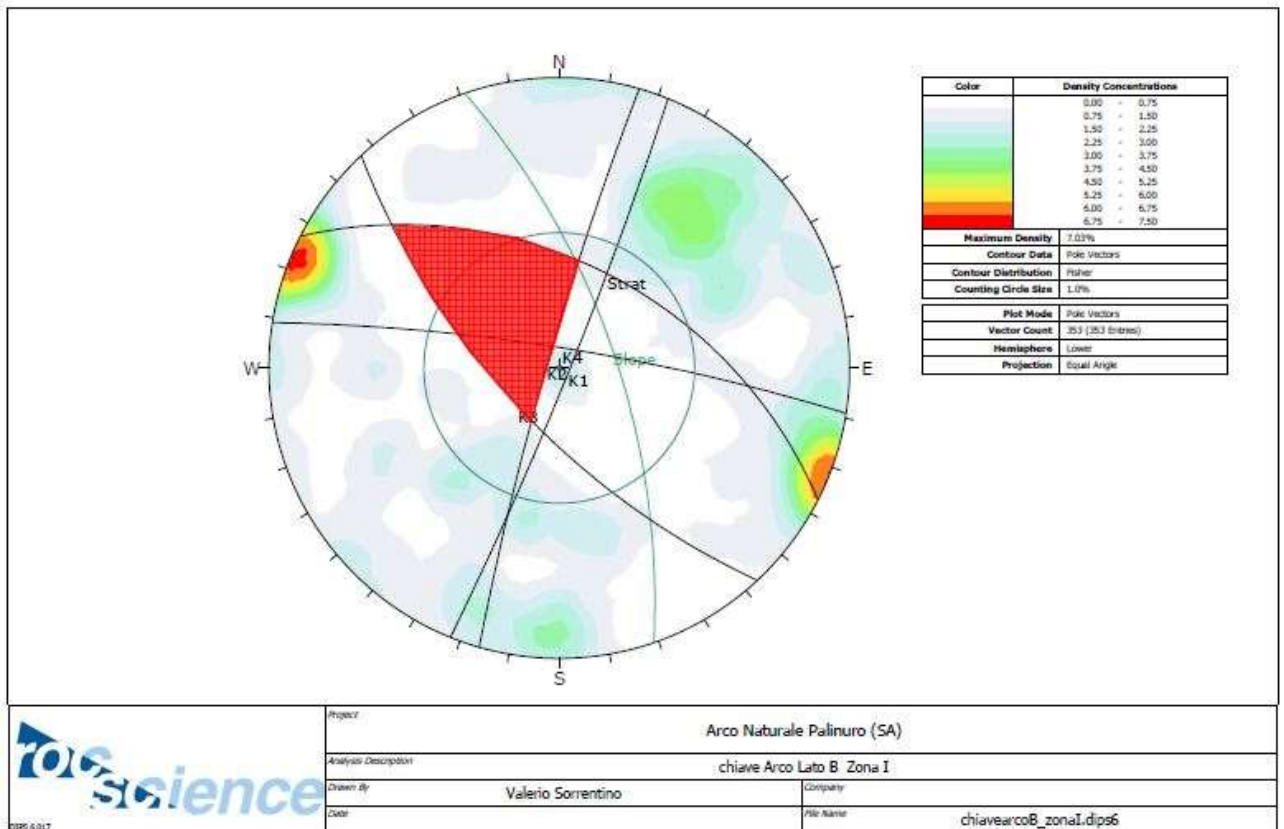 N
Color Density Concentrations
0.00 - 0.75
0.75 - 1.50
1.50 - 2.25
2.25 - 3.00
3.00 - 3.75
3.75 - 4.50
4.50 - 5.25
5.25 - 6.00
6.00 - 6.75
6.75 - 7.50
Maximum Density 7.03%
Contour Data Pole Vectors
Contour Distribution Fisher
Counting Circle Size 1.0%
Plot Mode Pole Vectors
Vector Count 353 (353 Entries)
Hemisphere Lower
Projection Equal Angle
Strat
Slope
K4
W
E
K1
K3
S
rocscience
Project
Arco Naturale Palinuro (SA)
Analysis Description
chiave Arco Lato B Zona I
Drawn By
Valerio Sorrentino
Company
Date
File Name
chiavearcoB_zonaI.dips6
DIPS 6.017